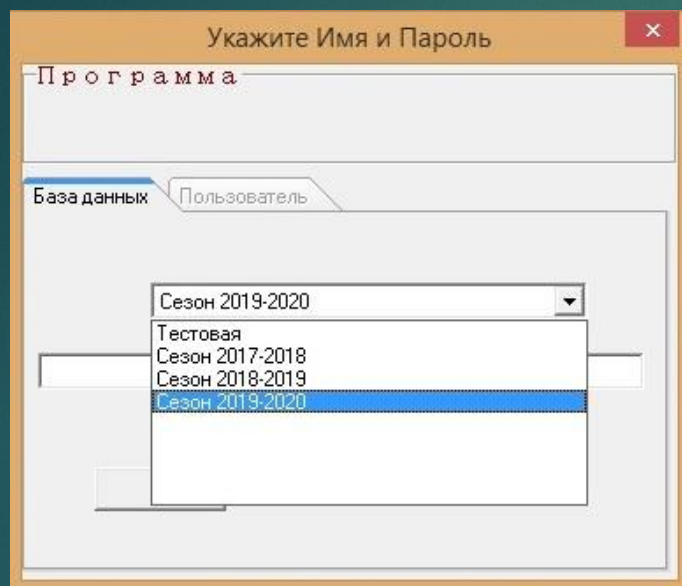 Укажите Имя и Пароль
Программа
База данных Пользователь
Сезон 2019-2020
Тестовая
Сезон 2017-2018
Сезон 2018-2019
Сезон 2019-2020